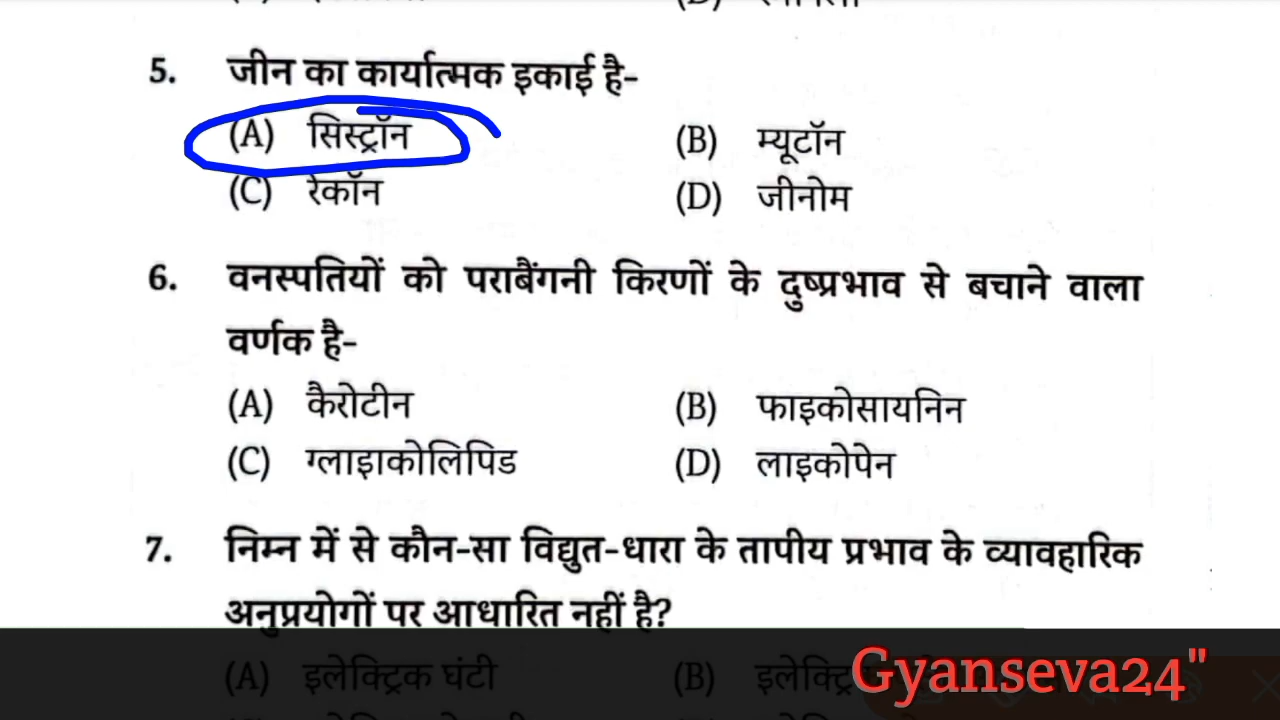 5. जीन का कार्यात्मक इकाई है-
(A) सिस्ट्रॉन (B) म्यूटॉन
(C) रेकॉन (D) जीनोम
6. वनस्पतियों को पराबैंगनी किरणों के दुष्प्रभाव से बचाने वाला
वर्णक है-
(A) कैरोटीन (B) फाइकोसायनिन
(C) ग्लाइाकोलिपिड (D) लाइकोपेन
7. निम्न में से कौन-सा विद्युत-धारा के तापीय प्रभाव के व्यावहारिक
अनुप्रयोगों पर आधारित नहीं है?
(A) इलेक्ट्रिक घंटी (B)
Gyanseva24"